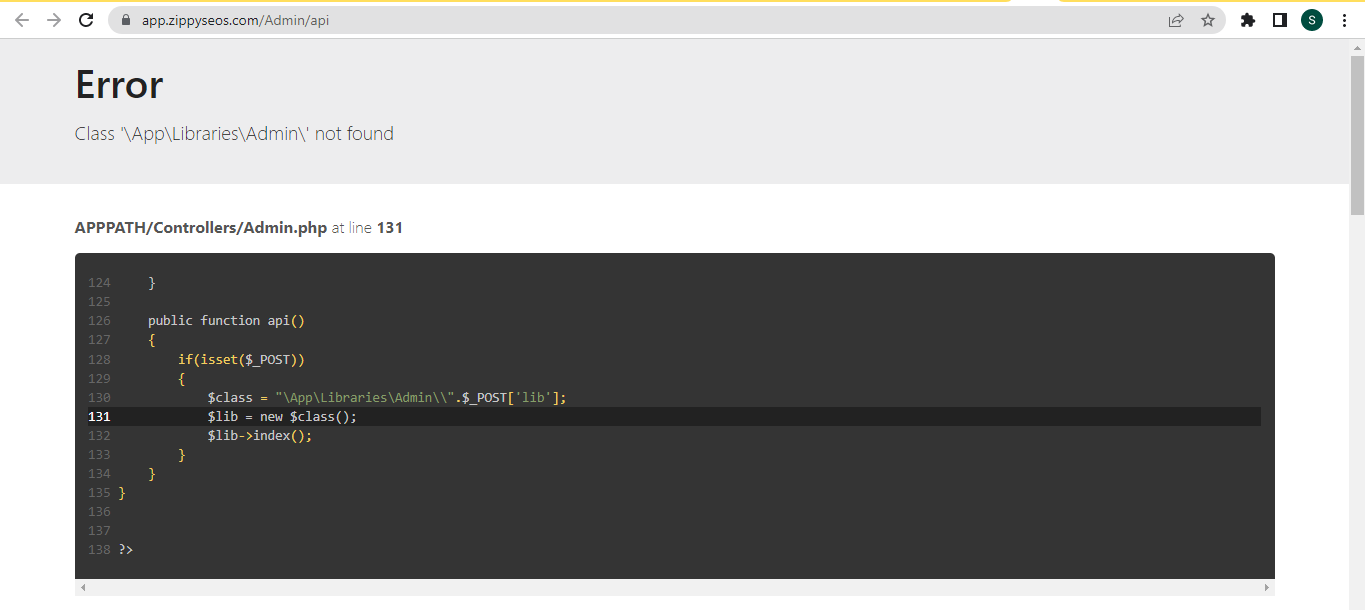 app.zippyseos.com/Admin/api
S
Error
Class '\App\Libraries\Admin\' not found
APPPATH/Controllers/Admin.php at line 131
124     }
125
126     public function api()
127     {
128         if(isset($_POST))
129         {
130             $class = "\App\Libraries\Admin\\".$_POST['lib'];
131             $lib = new $class();
132             $lib->index();
133         }
134     }
135 }
136
137
138 ?>